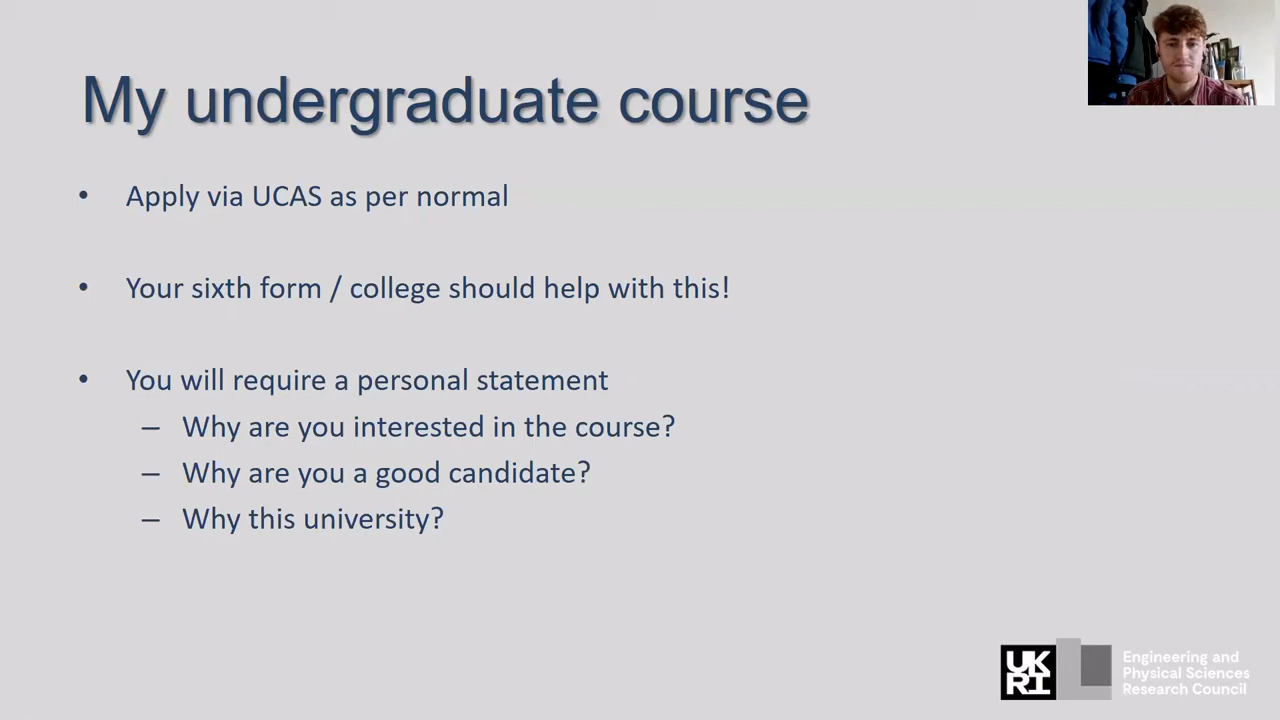 My undergraduate course
• Apply via UCAS as per normal
• Your sixth form / college should help with this!
• You will require a personal statement
– Why are you interested in the course?
– Why are you a good candidate?
– Why this university?
UK
RI
Engineering and
Physical Sciences
Research Council